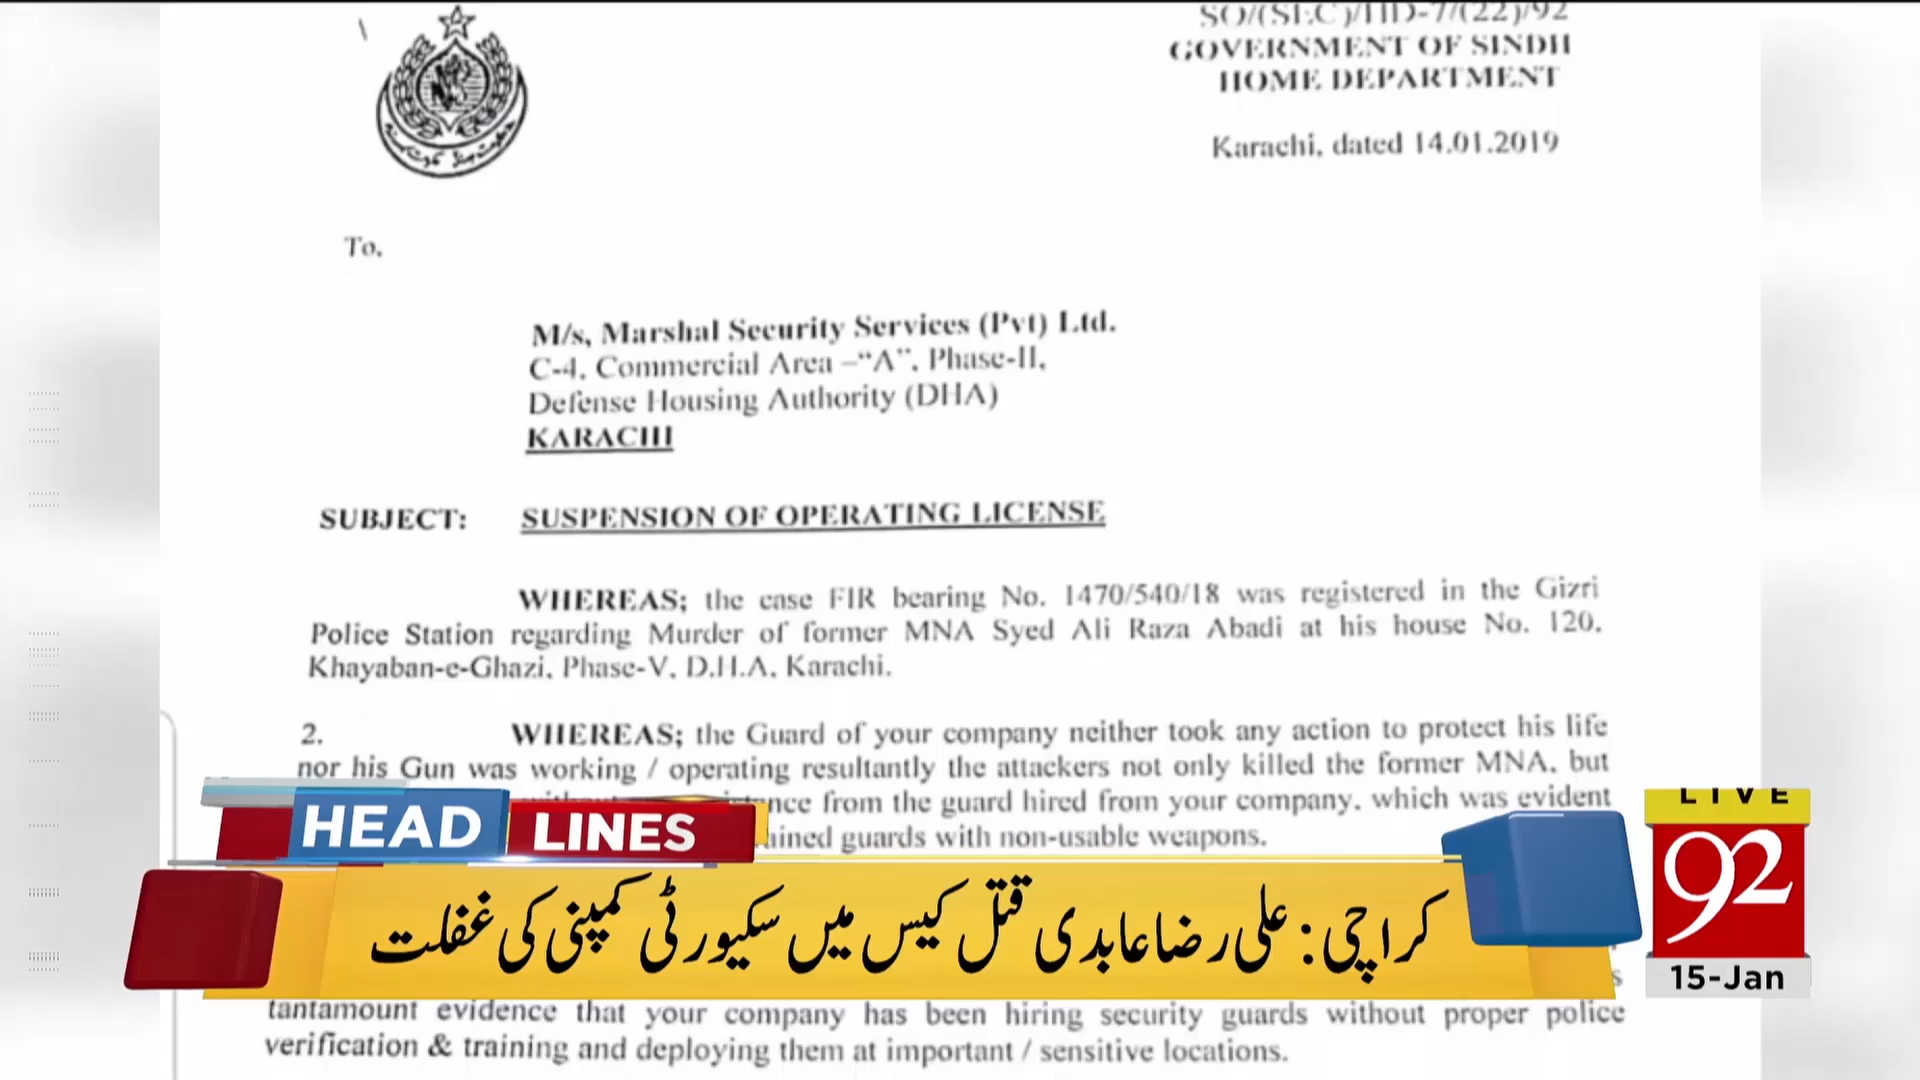 SO/(SEC)/HD-7/(22)/92
GOVERNMENT OF SINDH
HOME DEPARTMENT
Karachi, dated 14.01.2019
To,
M/s, Marshal Security Services (Pvt) Ltd.
C-4, Commercial Area –“A”, Phase-II,
Defense Housing Authority (DHA)
KARACHI
SUBJECT: SUSPENSION OF OPERATING LICENSE
WHEREAS; the case FIR bearing No. 1470/540/18 was registered in the Gizri
Police Station regarding Murder of former MNA Syed Ali Raza Abadi at his house No. 120,
Khayaban-e-Ghazi, Phase-V, D.H.A, Karachi.
2. WHEREAS; the Guard of your company neither took any action to protect his life
nor his Gun was working / operating resultantly the attackers not only killed the former MNA, but
from the guard hired from your company, which was evident
guards with non-usable weapons.
HEAD LINES
کراچی: علی رضا عابدی قتل کیس میں سکیورٹی کمپنی کی غفلت
LIVE
92
15-Jan
tantamount evidence that your company has been hiring security guards without proper police
verification & training and deploying them at important / sensitive locations.